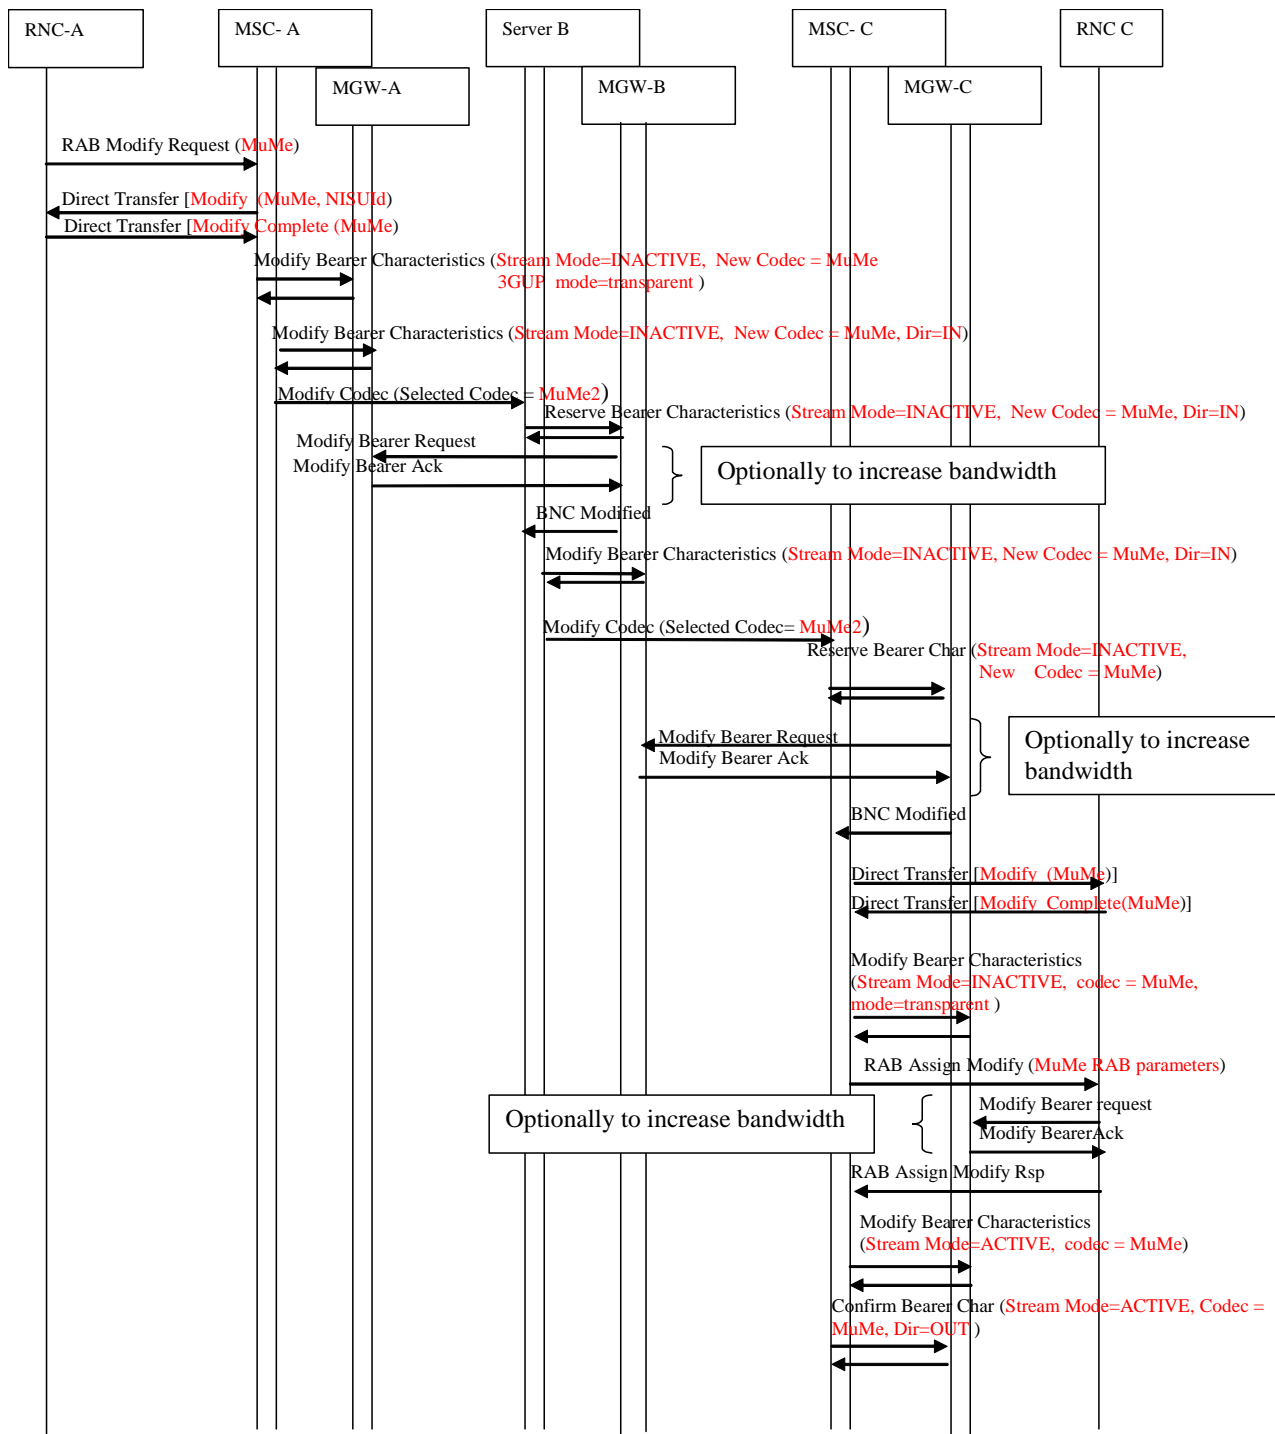 RNC-A
MSC- A
Server B
MSC- C
RNC C
MGW-A
MGW-B
MGW-C
RAB Modify Request (MuMe)
Direct Transfer [Modify (MuMe, NISUId)
Direct Transfer [Modify Complete (MuMe)
Modify Bearer Characteristics (Stream Mode=INACTIVE, New Codec = MuMe
3GUP mode=transparent )
Modify Bearer Characteristics (Stream Mode=INACTIVE, New Codec = MuMe, Dir=IN)
Modify Codec (Selected Codec = MuMe2)
Reserve Bearer Characteristics (Stream Mode=INACTIVE, New Codec = MuMe, Dir=IN)
Modify Bearer Request
Modify Bearer Ack
Optionally to increase bandwidth
BNC Modified
Modify Bearer Characteristics (Stream Mode=INACTIVE, New Codec = MuMe, Dir=IN)
Modify Codec (Selected Codec= MuMe2)
Reserve Bearer Char (Stream Mode=INACTIVE,
New Codec = MuMe)
Modify Bearer Request
Modify Bearer Ack
Optionally to increase
bandwidth
BNC Modified
Direct Transfer [Modify (MuMe)]
Direct Transfer [Modify Complete(MuMe)]
Modify Bearer Characteristics
(Stream Mode=INACTIVE, codec = MuMe,
mode=transparent )
RAB Assign Modify (MuMe RAB parameters)
Optionally to increase bandwidth
Modify Bearer request
Modify BearerAck
RAB Assign Modify Rsp
Modify Bearer Characteristics
(Stream Mode=ACTIVE, codec = MuMe)
Confirm Bearer Char (Stream Mode=ACTIVE, Codec =
MuMe, Dir=OUT )